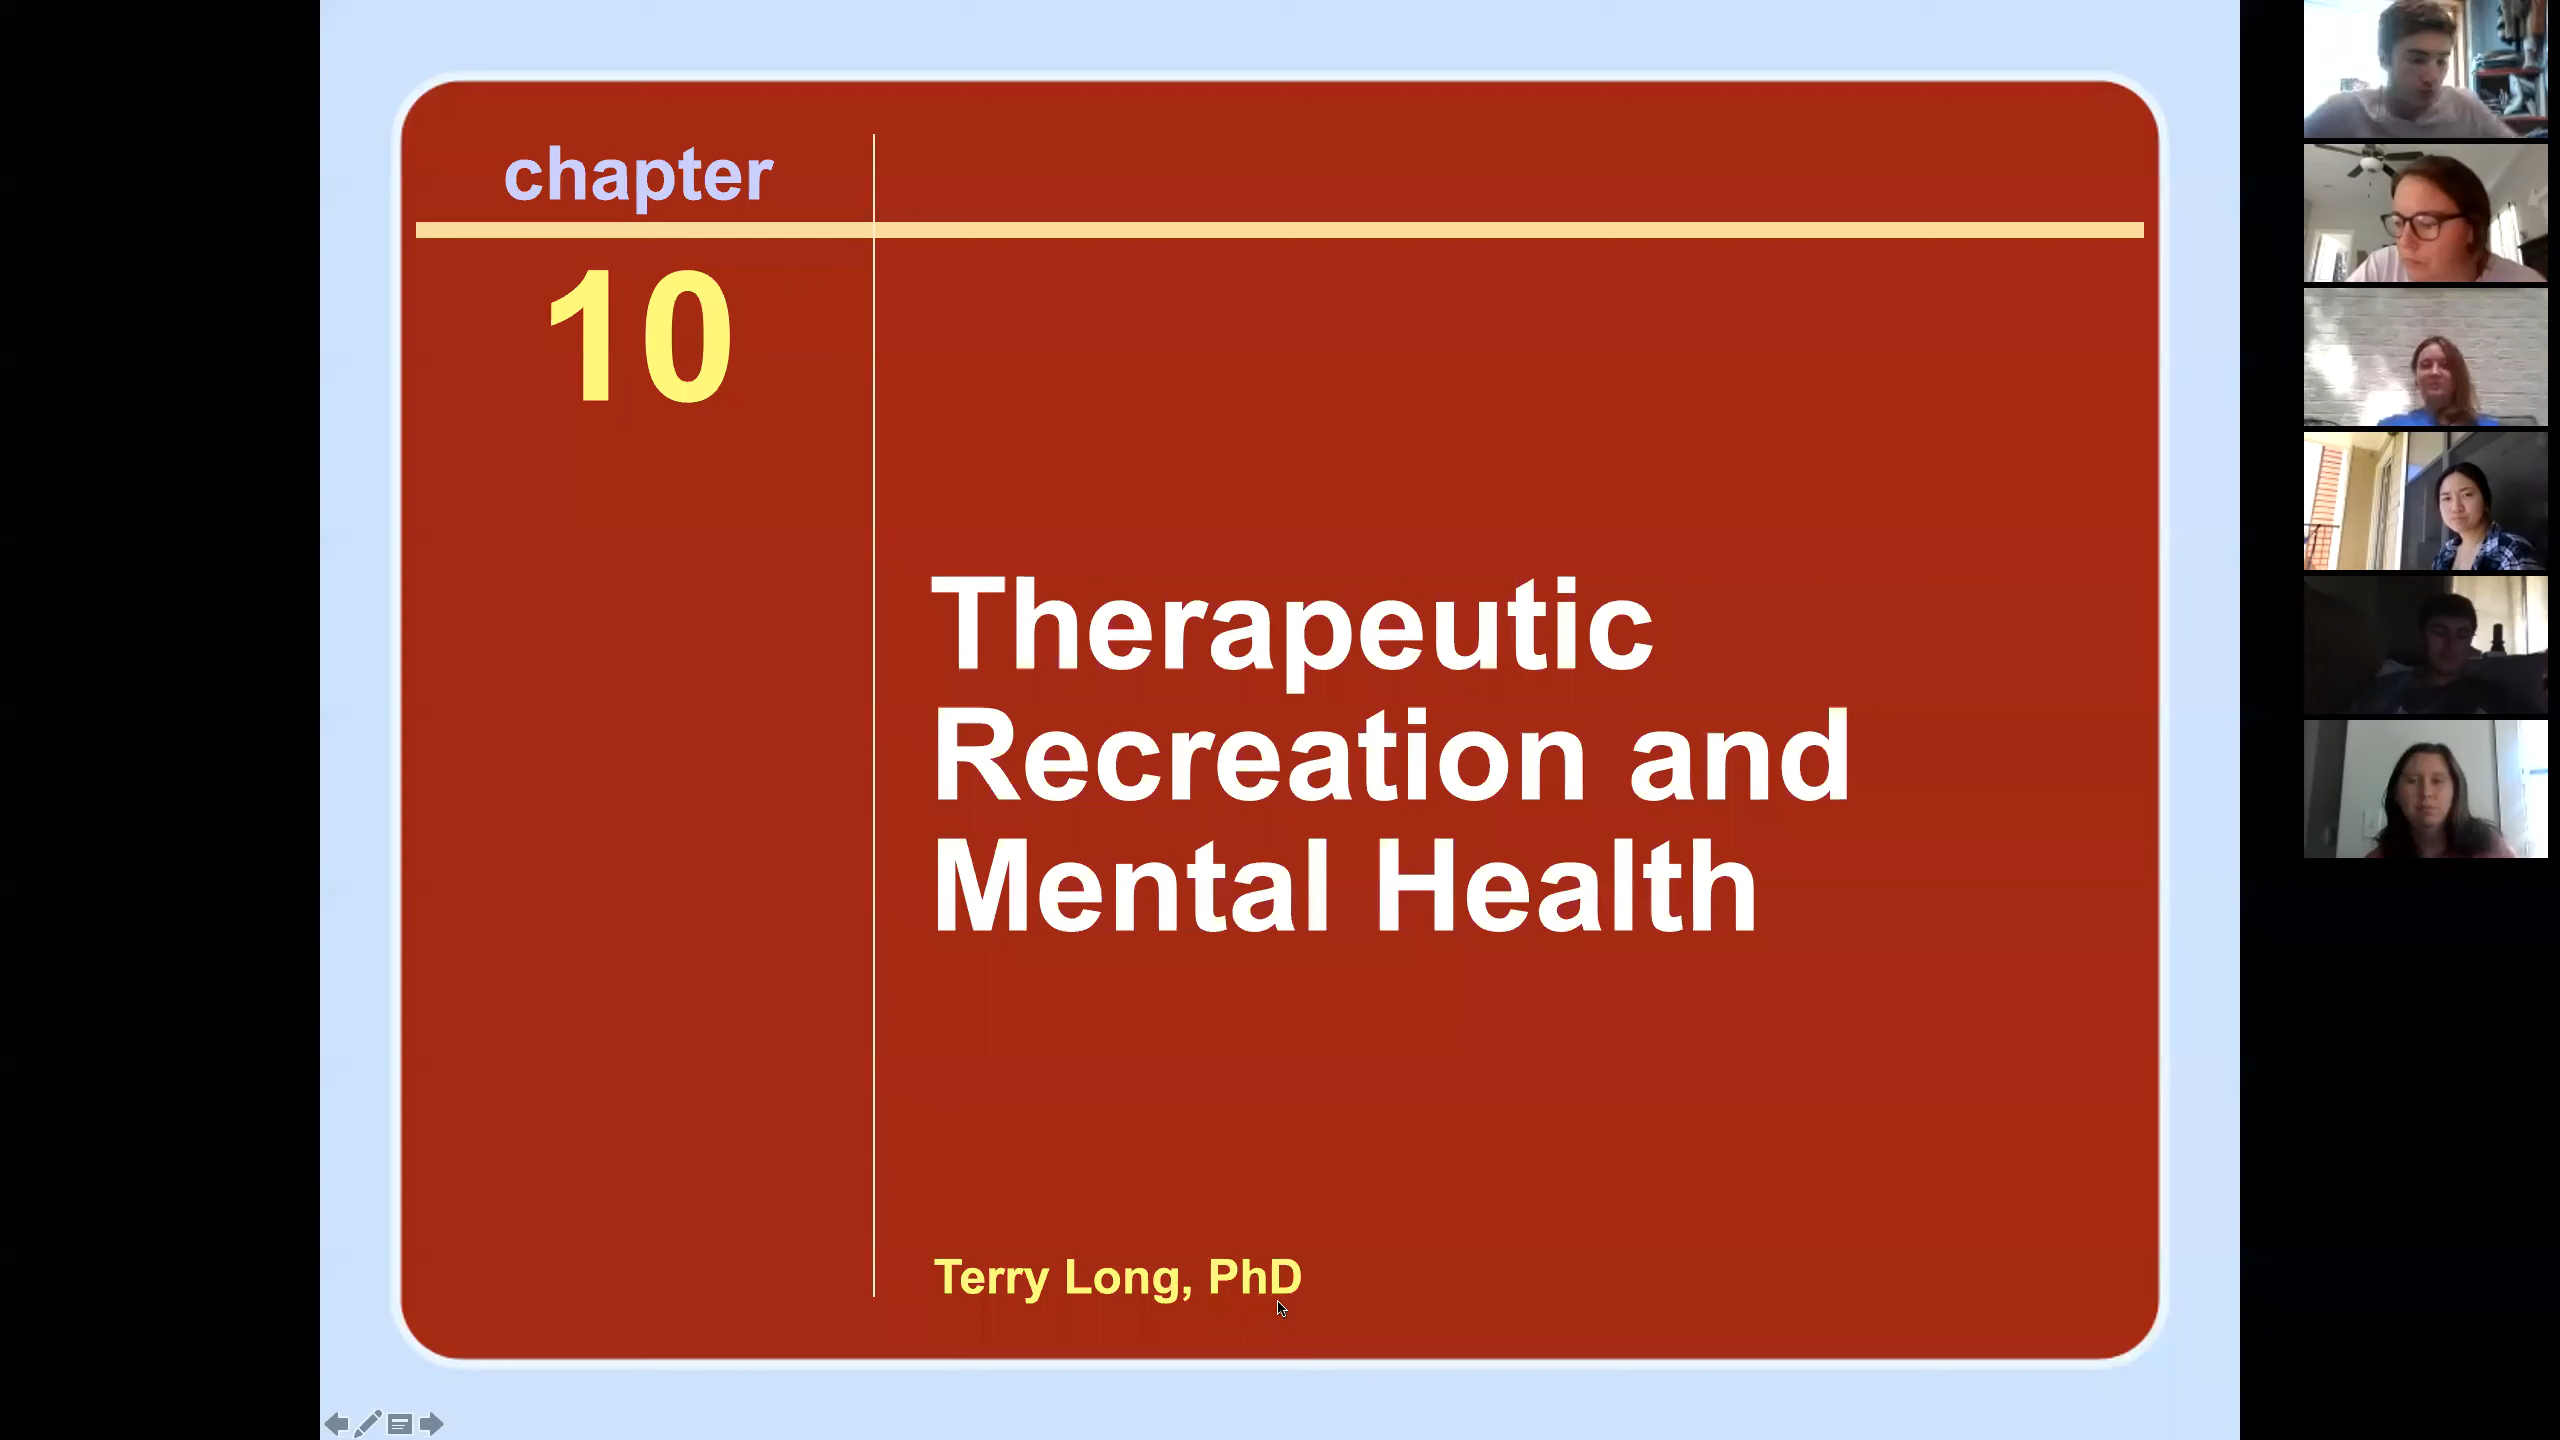 chapter
10
Therapeutic
Recreation and
Mental Health
Terry Long, PhD